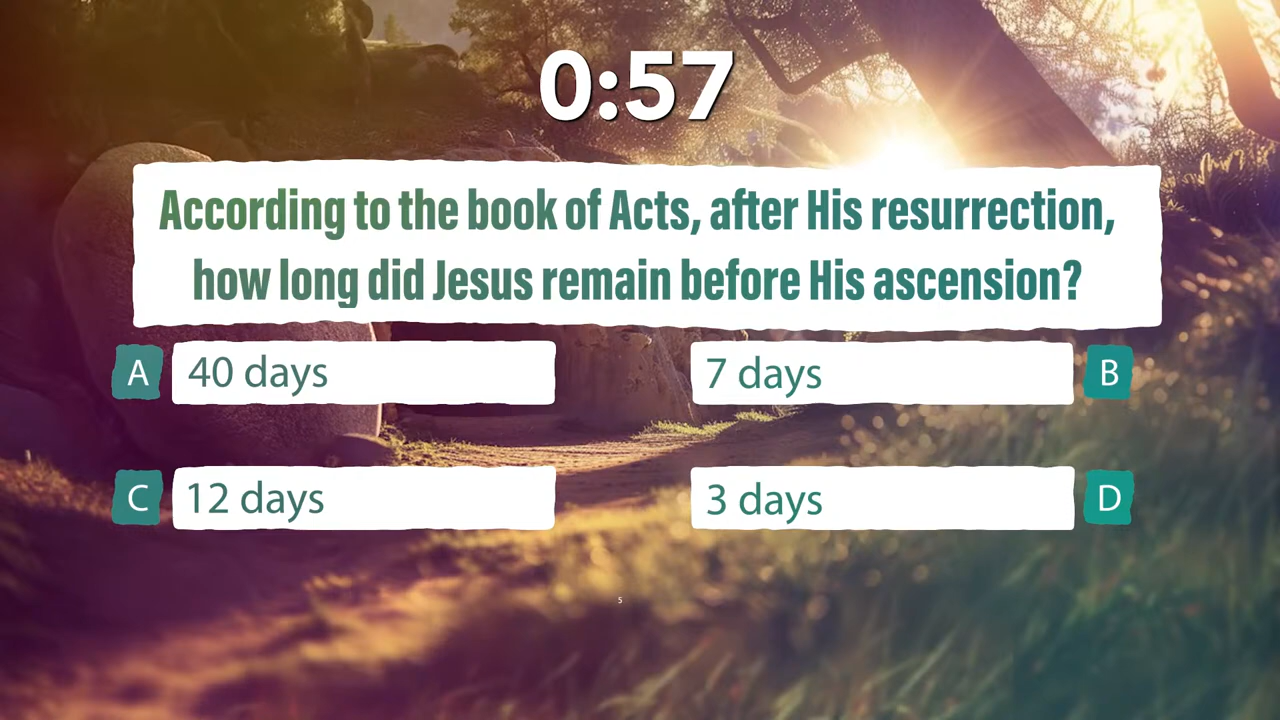 0:57
According to the book of Acts, after His resurrection,
how long did Jesus remain before His ascension?
A 40 days
7 days B
C 12 days
3 days D
5